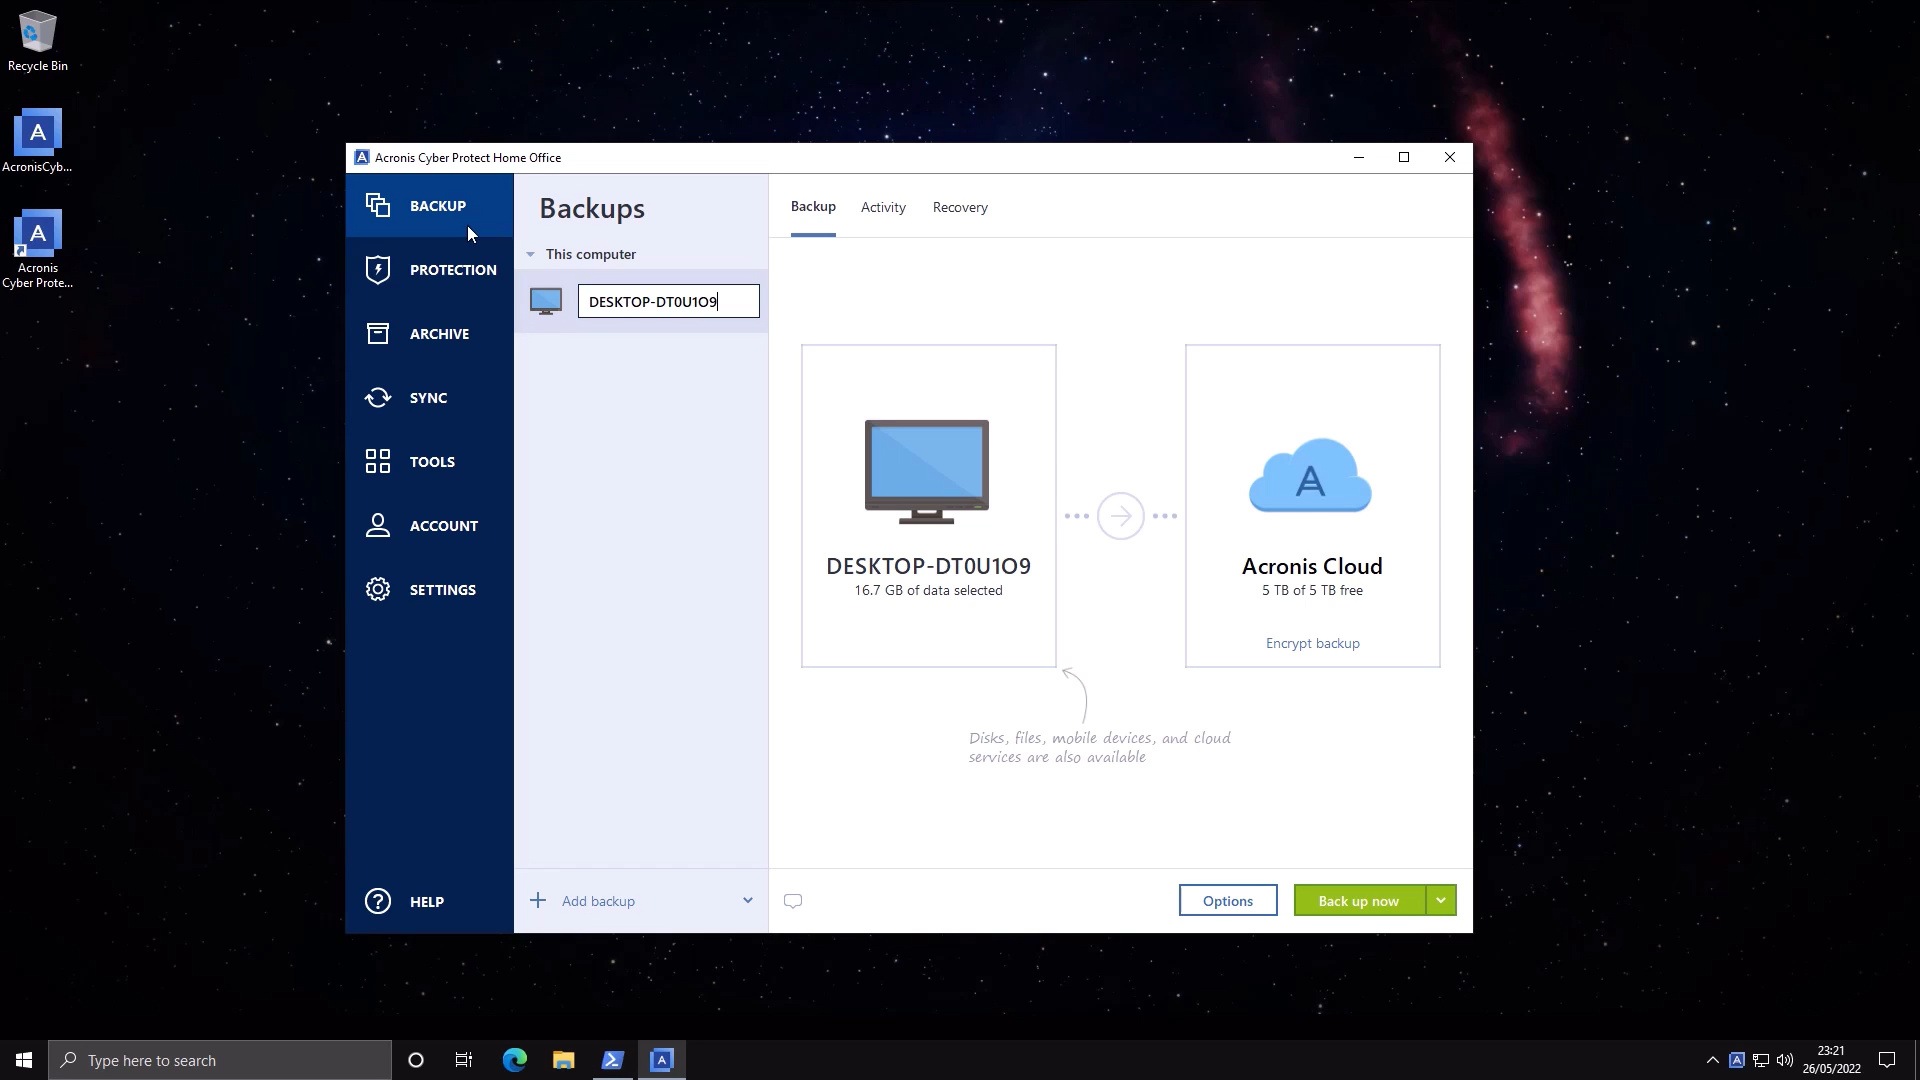 Recycle Bin
AcronisCyb...
Acronis
Cyber Prote...
Acronis Cyber Protect Home Office
BACKUP
PROTECTION
ARCHIVE
SYNC
TOOLS
ACCOUNT
SETTINGS
HELP
Backups
This computer
DESKTOP-DT0U1O9
Add backup
Backup Activity Recovery
DESKTOP-DT0U1O9
16.7 GB of data selected
Acronis Cloud
5 TB of 5 TB free
Encrypt backup
Disks, files, mobile devices, and cloud
services are also available
Options
Back up now
Type here to search
23:21
26/05/2022